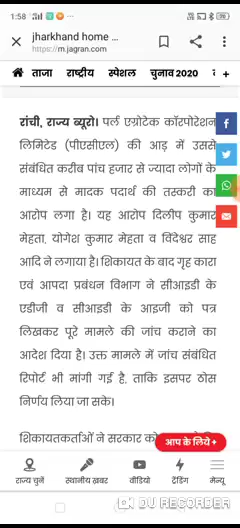 1:58
jharkhand home ...
https://m.jagran.com
ताजा राष्ट्रीय स्पेशल चुनाव 2020 +
रांची, राज्य ब्यूरो। पर्ल एग्रोटेक कॉरपोरेशन
लिमिटेड (पीएसीएल) की आड़ में उससे
संबंधित करीब पांच हजार से ज्यादा लोगों के
माध्यम से मादक पदार्थ की तस्करी का
आरोप लगा है। यह आरोप दिलीप कुमार
मेहता, योगेश कुमार मेहता व विंदेश्वर साह
आदि ने लगाया है। शिकायत के बाद गृह कारा
एवं आपदा प्रबंधन विभाग ने सीआइडी के
एडीजी व सीआइडी के आइजी को पत्र
लिखकर पूरे मामले की जांच कराने का
आदेश दिया है। उक्त मामले में जांच संबंधित
रिपोर्ट भी मांगी गई है, ताकि इसपर ठोस
निर्णय लिया जा सके।
शिकायतकर्ताओं ने सरकार को
आप के लिये +
राज्य चुनें स्थानीय ख़बर वीडियो ट्रेंडिंग मेन्यू
DU RECORDER